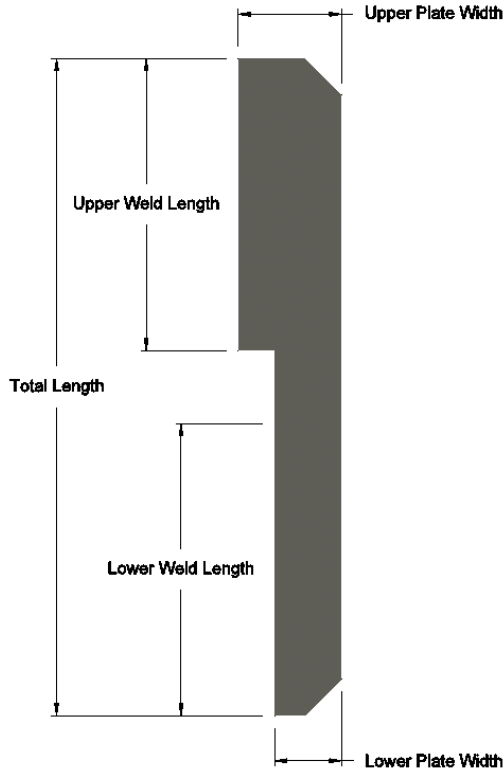 Upper Plate Width
Upper Weld Length
Total Length
Lower Weld Length
Lower Plate Width